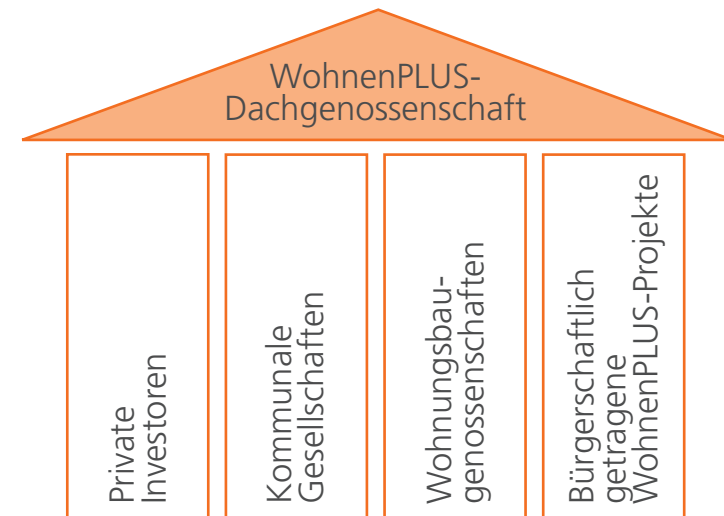 WohnenPLUS-
Dachgenossenschaft
Private
Investoren
Kommunale
Gesellschaften
Wohnungsbau-
genossenschaften
Bürgerschaftlich
getragene
WohnenPLUS-Projekte